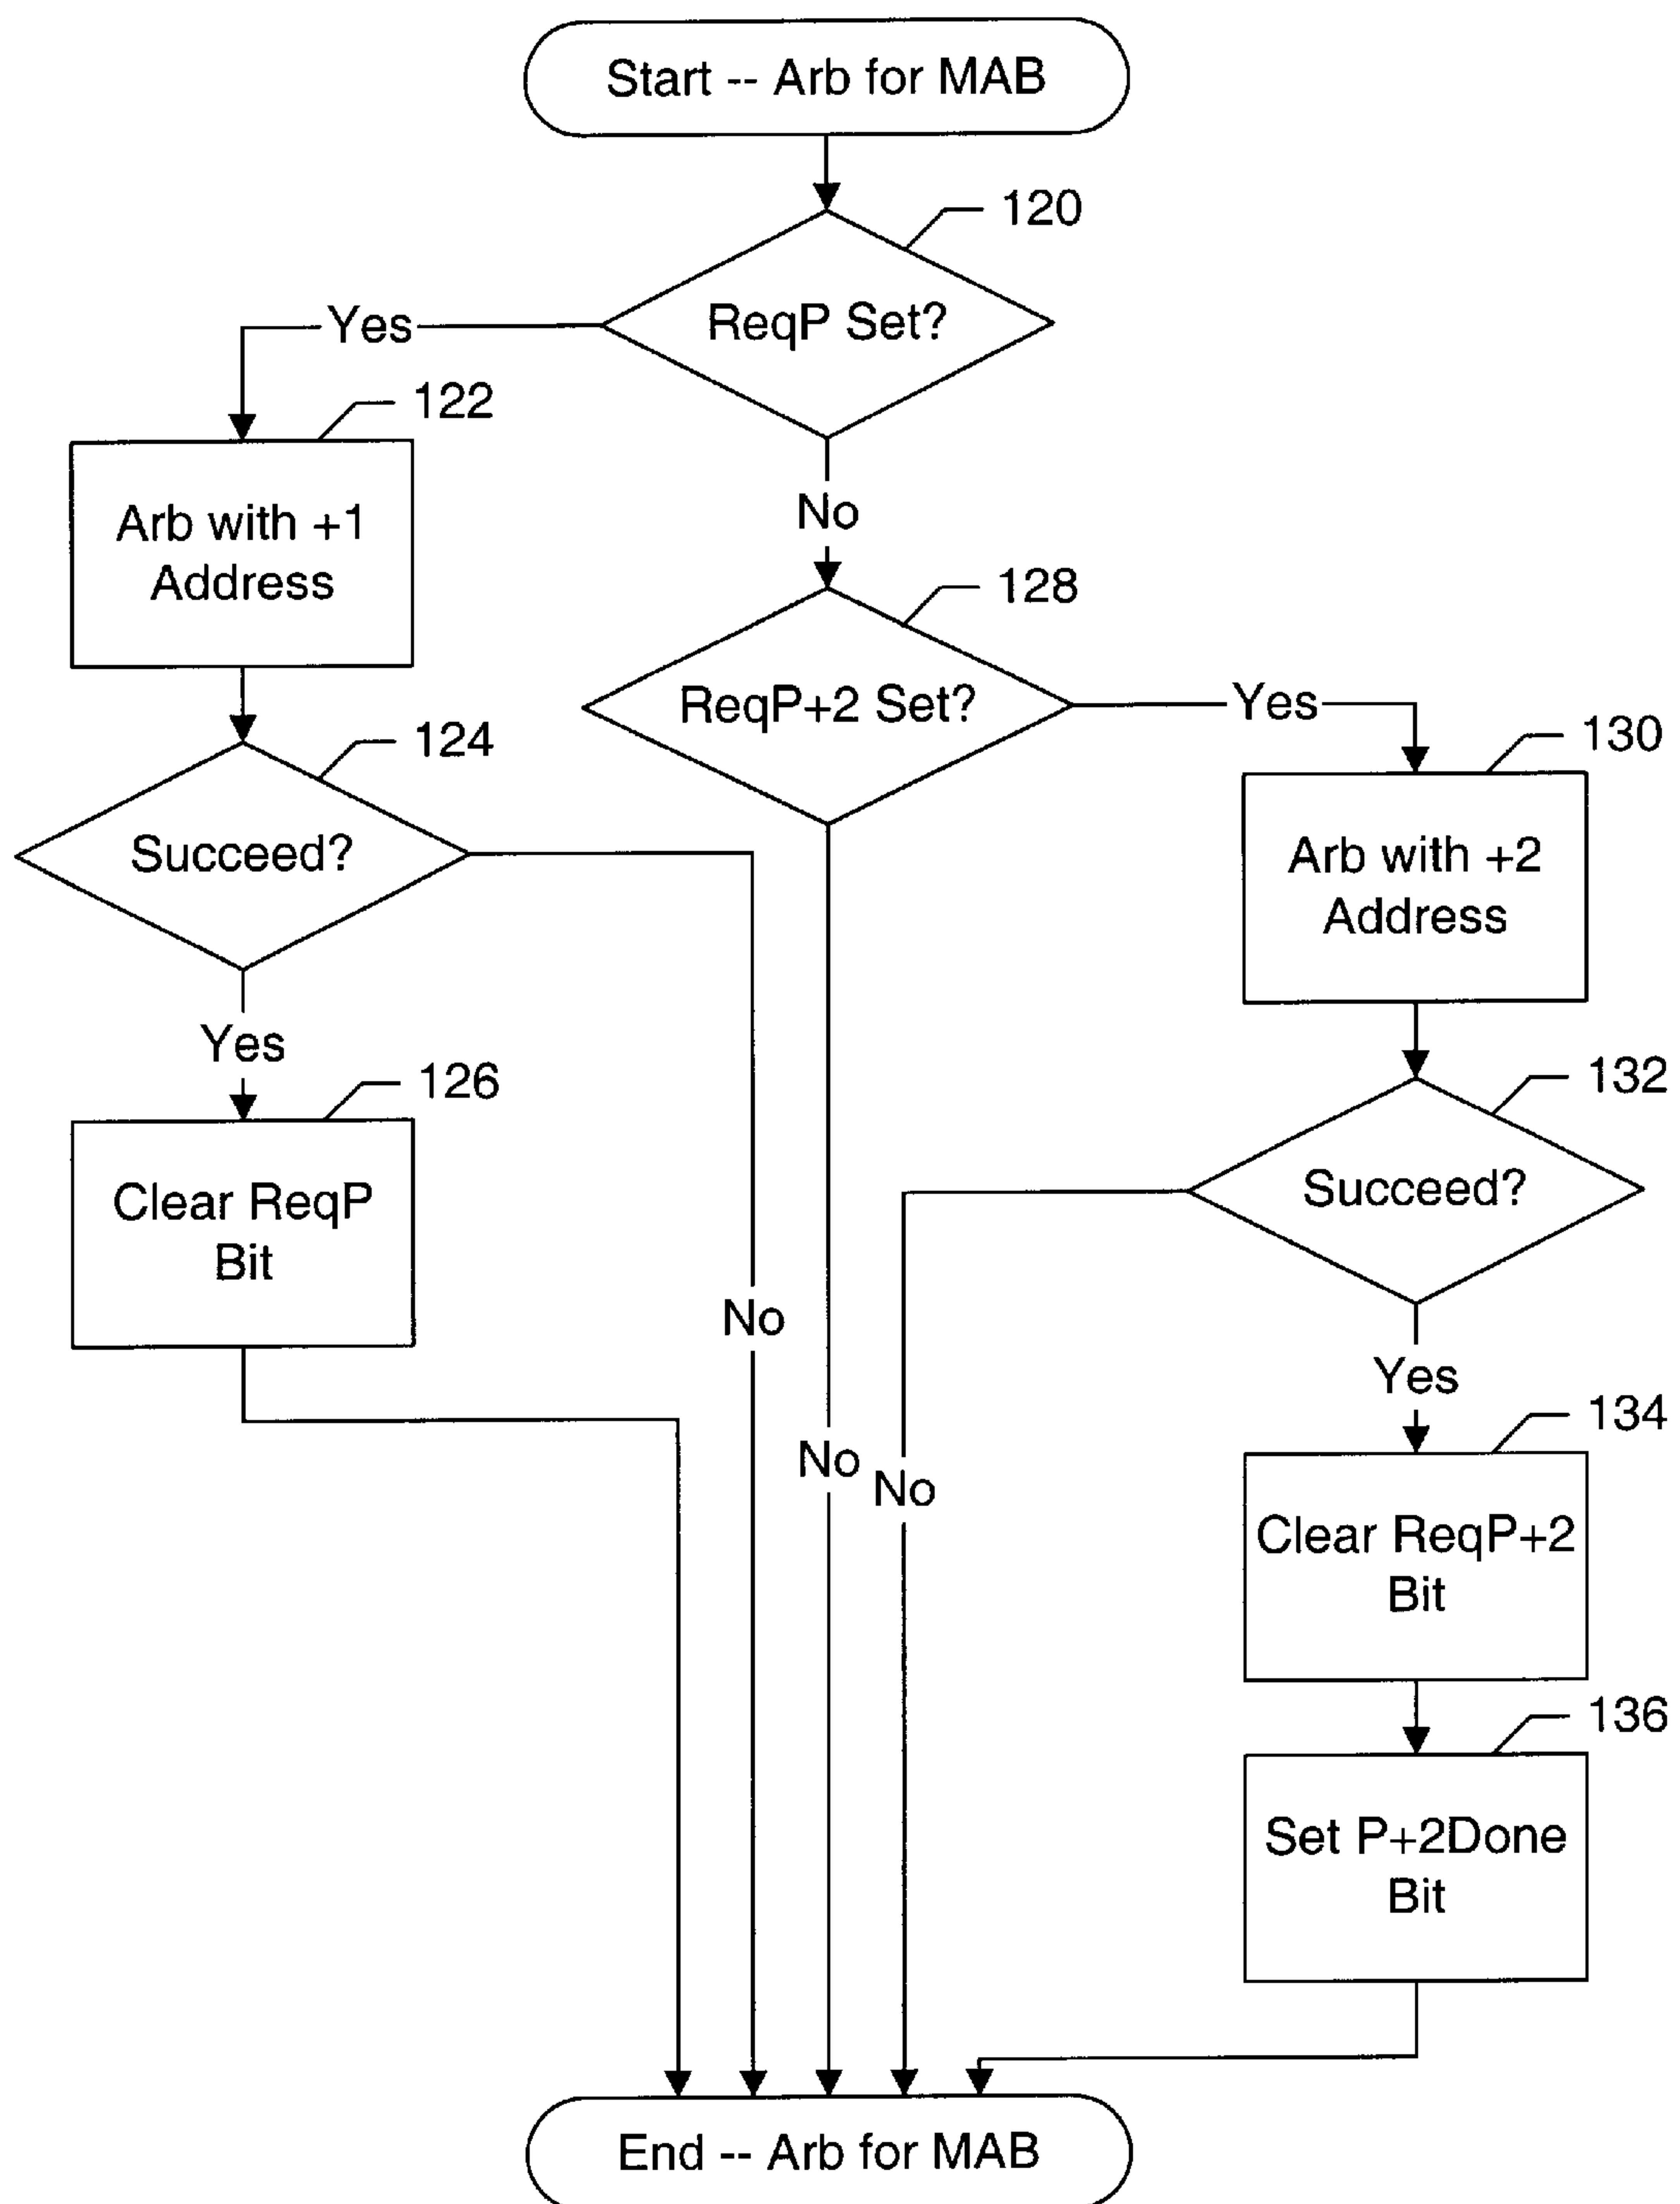 Start -- Arb for MAB
120
ReqP Set?
Yes
122
No
Arb with +1
Address
128
ReqP+2 Set?
Yes
130
124
Succeed?
Arb with +2
Address
Yes
126
132
Clear ReqP
Bit
Succeed?
No
Yes
134
No
No
Clear ReqP+2
Bit
136
Set P+2Done
Bit
End -- Arb for MAB